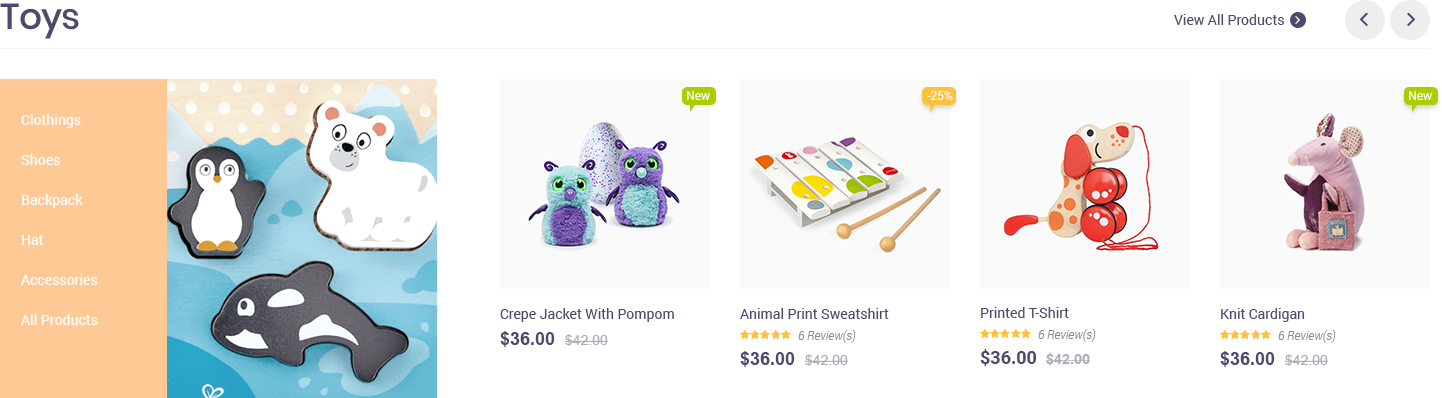 Toys
View All Products
Clothings
Shoes
Backpack
Hat
Accessories
All Products
New
Crepe Jacket With Pompom
$36.00 $42.00
-25%
Animal Print Sweatshirt
6 Review(s)
$36.00 $42.00
Printed T-Shirt
6 Review(s)
$36.00 $42.00
New
Knit Cardigan
6 Review(s)
$36.00 $42.00